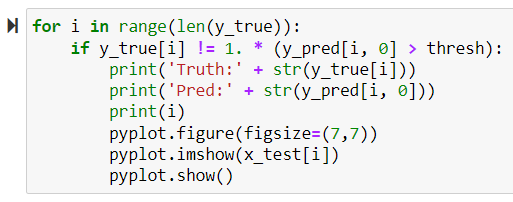 for i in range(len(y_true)):
    if y_true[i] != 1. * (y_pred[i, 0] > thresh):
        print('Truth:' + str(y_true[i]))
        print('Pred:' + str(y_pred[i, 0]))
        print(i)
        pyplot.figure(figsize=(7,7))
        pyplot.imshow(x_test[i])
        pyplot.show()